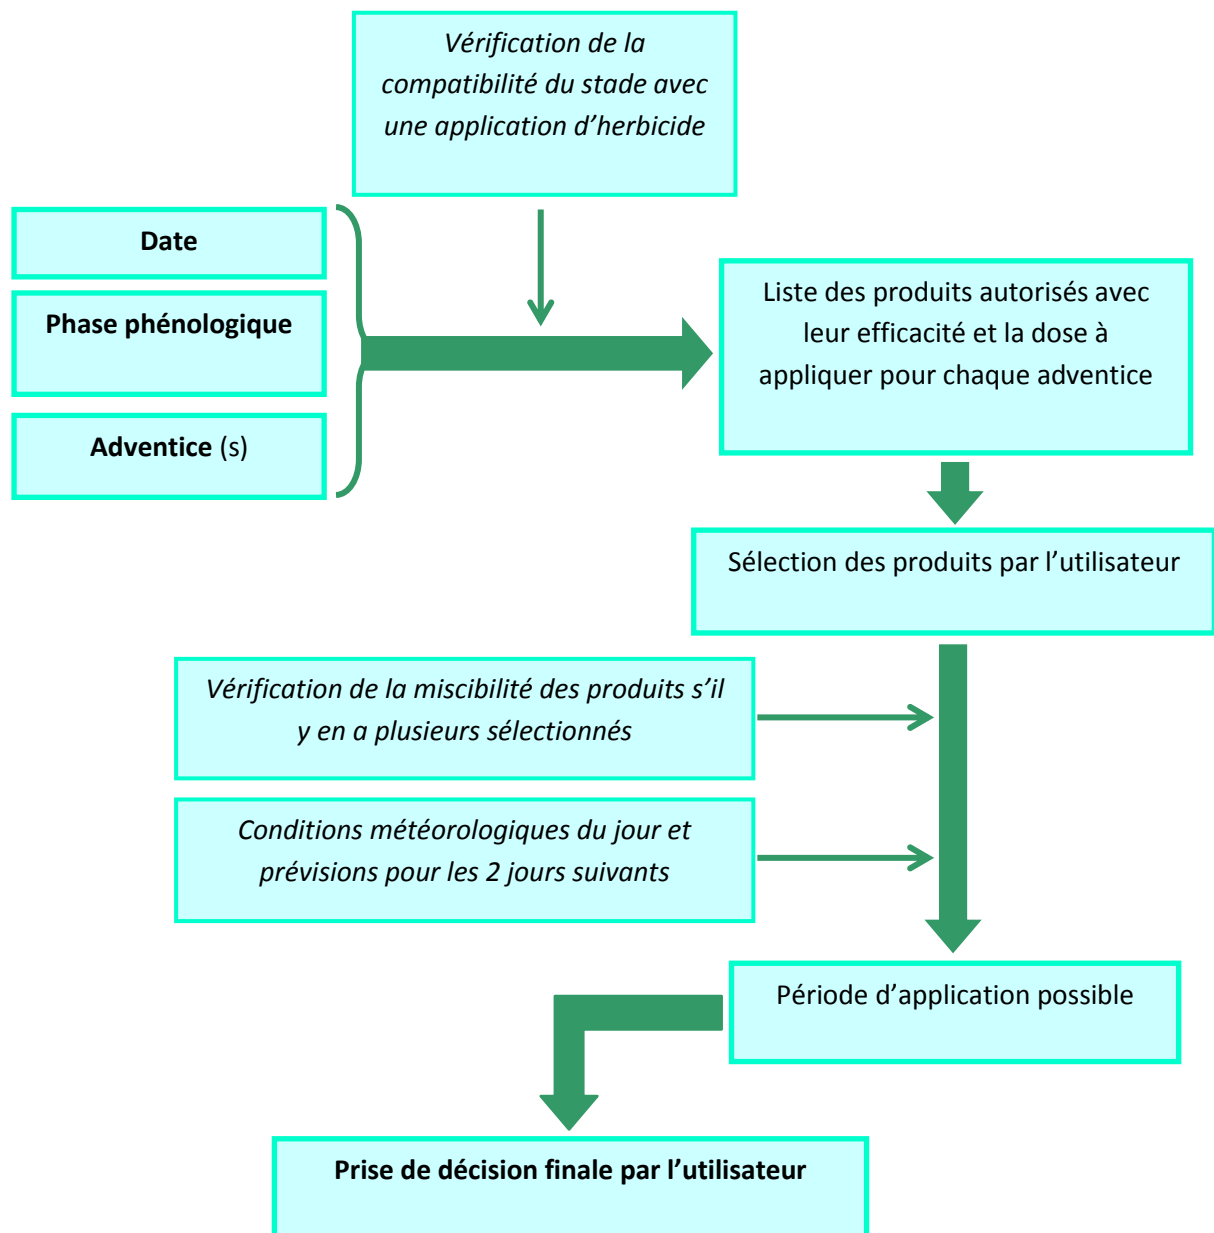 Vérification de la
compatibilité du stade avec
une application d’herbicide
Date
Phase phénologique
Adventice (s)
Liste des produits autorisés avec
leur efficacité et la dose à
appliquer pour chaque adventice
Sélection des produits par l’utilisateur
Vérification de la miscibilité des produits s’il
y en a plusieurs sélectionnés
Conditions météorologiques du jour et
prévisions pour les 2 jours suivants
Période d’application possible
Prise de décision finale par l’utilisateur